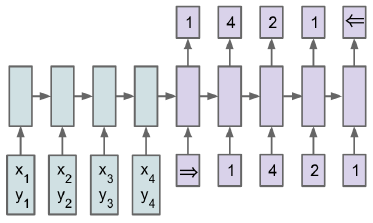 1 4 2 1 ⇐
x₁ x₂ x₃ x₄ ⇒ 1 4 2 1
y₁ y₂ y₃ y₄